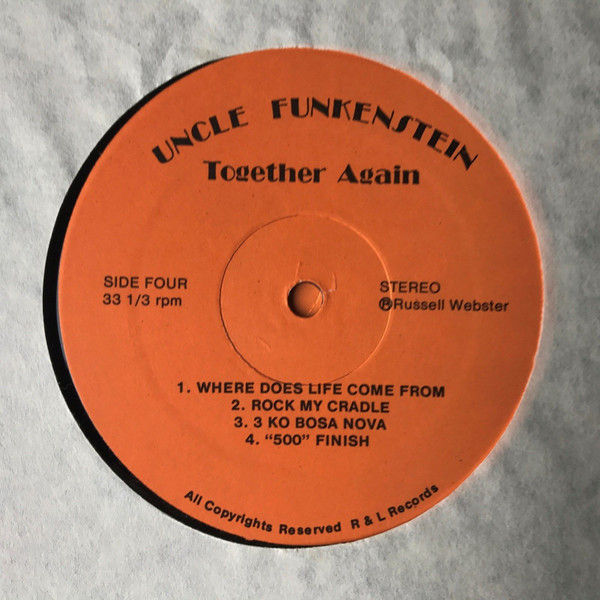 UNCLE FUNKENSTEIN
Together Again
SIDE FOUR
33 1/3 rpm
STEREO
℗Russell Webster
1. WHERE DOES LIFE COME FROM
2. ROCK MY CRADLE
3. 3 KO BOSA NOVA
4. “500” FINISH
All Copyrights Reserved R & L Records